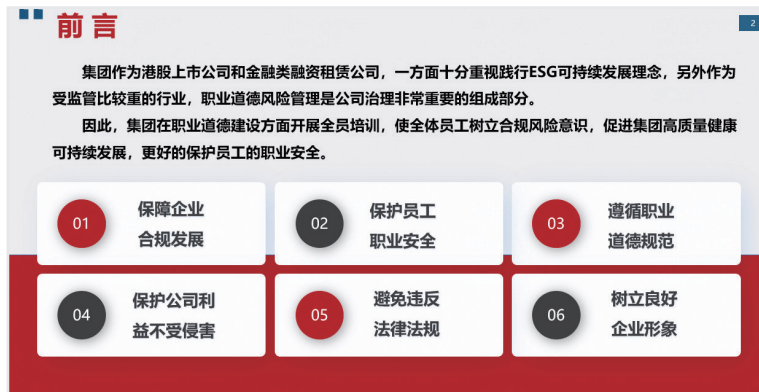 前言
2
集团作为港股上市公司和金融类融资租赁公司，一方面十分重视践行ESG可持续发展理念，另外作为
受监管比较重的行业，职业道德风险管理是公司治理非常重要的组成部分。
因此，集团在职业道德建设方面开展全员培训，使全体员工树立合规风险意识，促进集团高质量健康
可持续发展，更好的保护员工的职业安全。
01
保障企业
合规发展
02
保护员工
职业安全
03
遵循职业
道德规范
04
保护公司利
益不受侵害
05
避免违反
法律法规
06
树立良好
企业形象